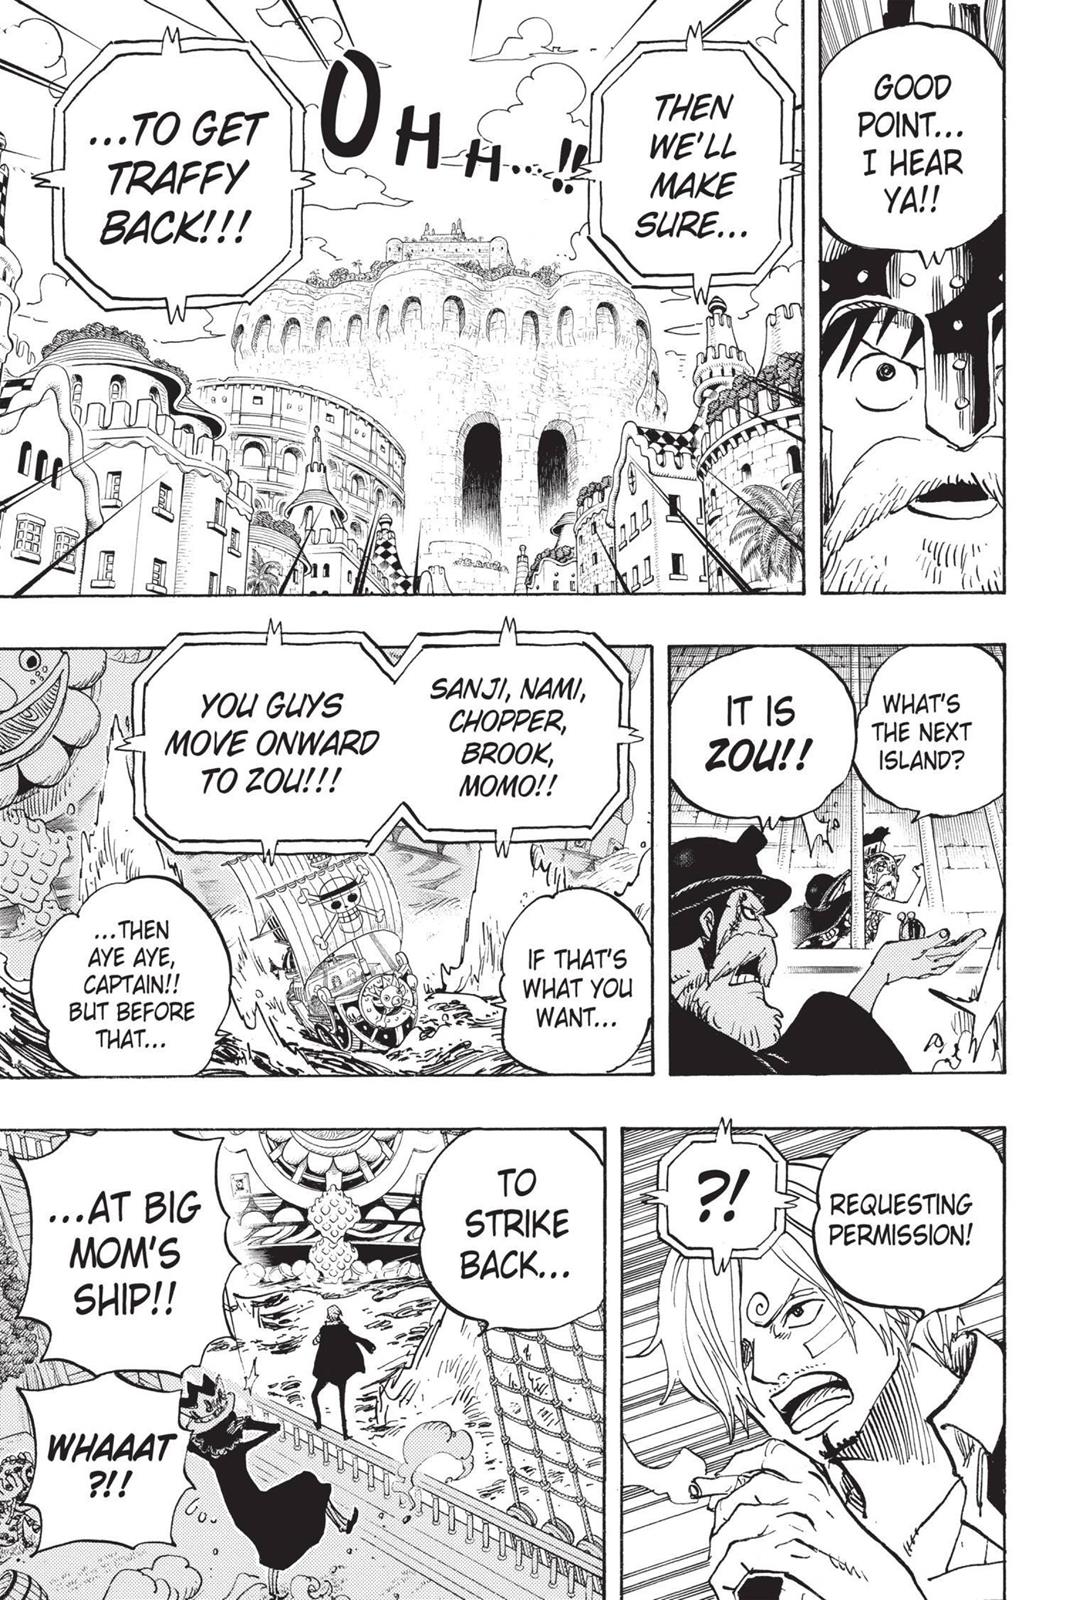 GOOD
POINT...
I HEAR
YA!!
THEN
WE'LL
MAKE
SURE...
OHH...!!
...TO GET
TRAFFY
BACK!!!
WHAT'S
THE NEXT
ISLAND?
IT IS
ZOU!!
SANJI, NAMI,
CHOPPER,
BROOK,
MOMO!!
YOU GUYS
MOVE ONWARD
TO ZOU!!!
IF THAT'S
WHAT YOU
WANT...
...THEN
AYE AYE,
CAPTAIN!!
BUT BEFORE
THAT...
REQUESTING
PERMISSION!
?!
TO
STRIKE
BACK...
...AT BIG
MOM'S
SHIP!!
WHAAAT
?!!